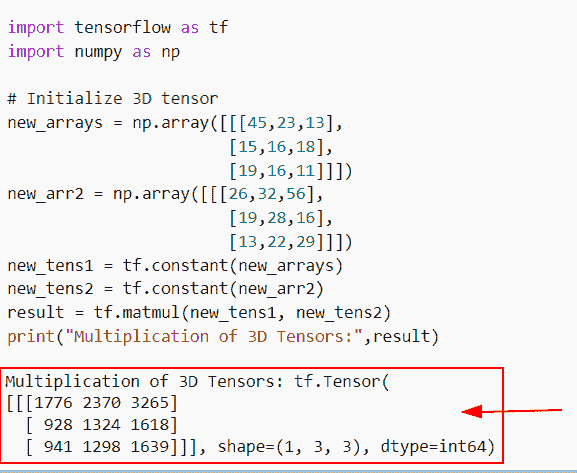 import tensorflow as tf
import numpy as np
# Initialize 3D tensor
new_arrays = np.array([[[45,23,13],
[15,16,18],
[19,16,11]]])
new_arr2 = np.array([[[26,32,56],
[19,28,16],
[13,22,29]]])
new_tens1 = tf.constant(new_arrays)
new_tens2 = tf.constant(new_arr2)
result = tf.matmul(new_tens1, new_tens2)
print("Multiplication of 3D Tensors:",result)
Multiplication of 3D Tensors: tf.Tensor(
[[[1776 2370 3265]
[ 928 1324 1618]
[ 941 1298 1639]]], shape=(1, 3, 3), dtype=int64)